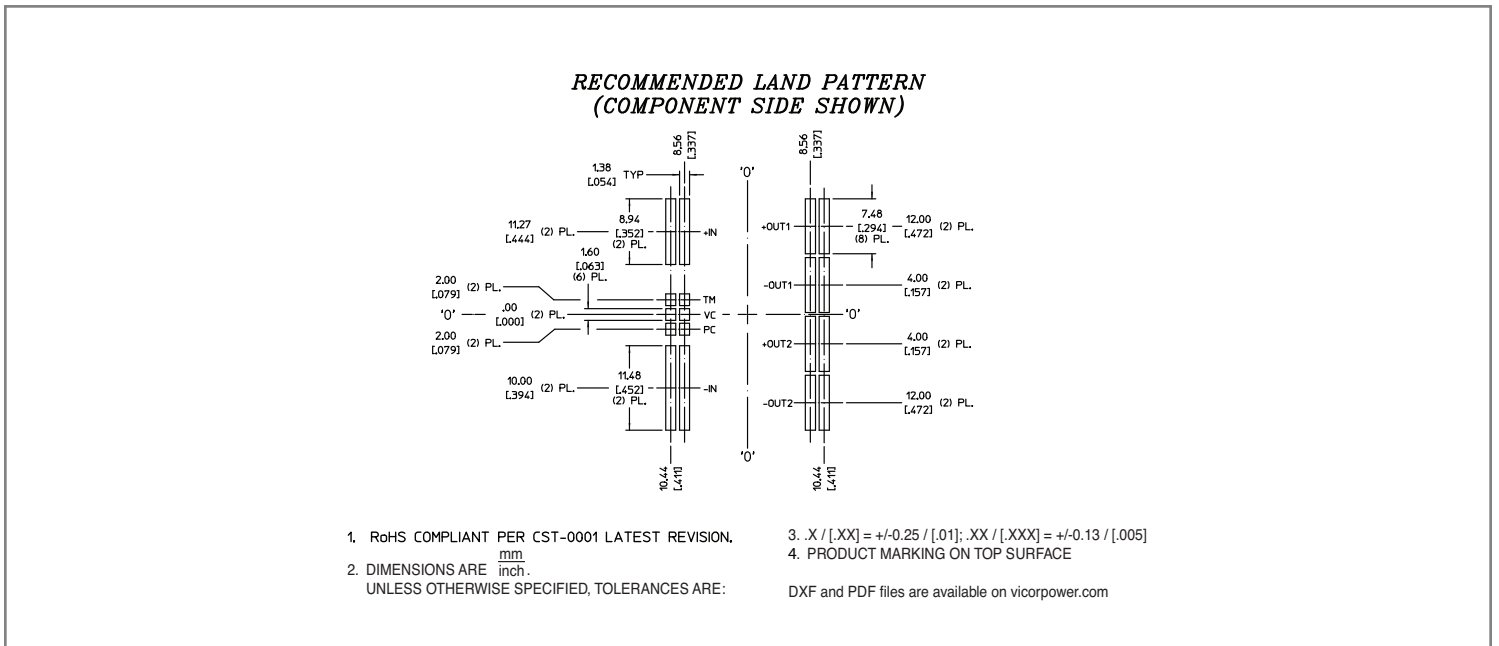 RECOMMENDED LAND PATTERN
(COMPONENT SIDE SHOWN)
8.56
[.337]
8.56
[.337]
1.38
[.054] TYP
'0'
11.27
[.444] (2) PL.
8.94
[.352]
(2) PL.
+IN
+OUT1
7.48
[.294]
(8) PL.
12.00
[.472] (2) PL.
1.60
[.063]
(6) PL.
2.00
[.079] (2) PL.
TM
-OUT1
4.00
[.157] (2) PL.
'0'
.00
[.000] (2) PL.
VC
'0'
2.00
[.079] (2) PL.
PC
+OUT2
4.00
[.157] (2) PL.
10.00
[.394] (2) PL.
11.48
[.452]
(2) PL.
-IN
-OUT2
12.00
[.472] (2) PL.
'0'
10.44
[.411]
10.44
[.411]
1. RoHS COMPLIANT PER CST-0001 LATEST REVISION.
2. DIMENSIONS ARE mm
inch.
UNLESS OTHERWISE SPECIFIED, TOLERANCES ARE:
3. .X / [.XX] = +/-0.25 / [.01]; .XX / [.XXX] = +/-0.13 / [.005]
4. PRODUCT MARKING ON TOP SURFACE
DXF and PDF files are available on vicorpower.com